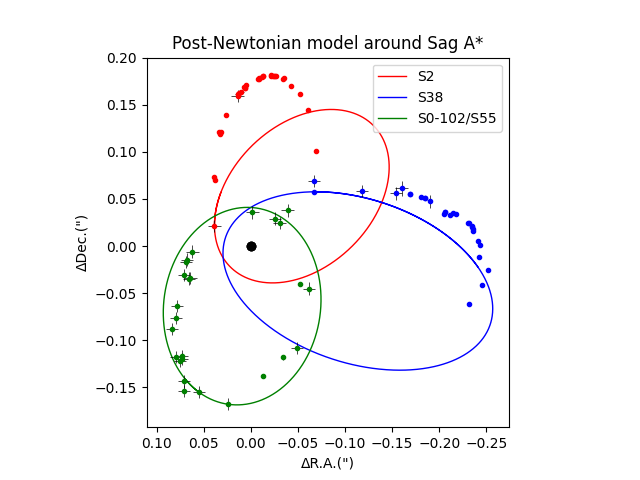 Post-Newtonian model around Sag A*
S2
S38
S0-102/S55
0.20
0.15
0.10
0.05
0.00
−0.05
−0.10
−0.15
ΔDec.(")
0.10 0.05 0.00 −0.05 −0.10 −0.15 −0.20 −0.25
ΔR.A.(")